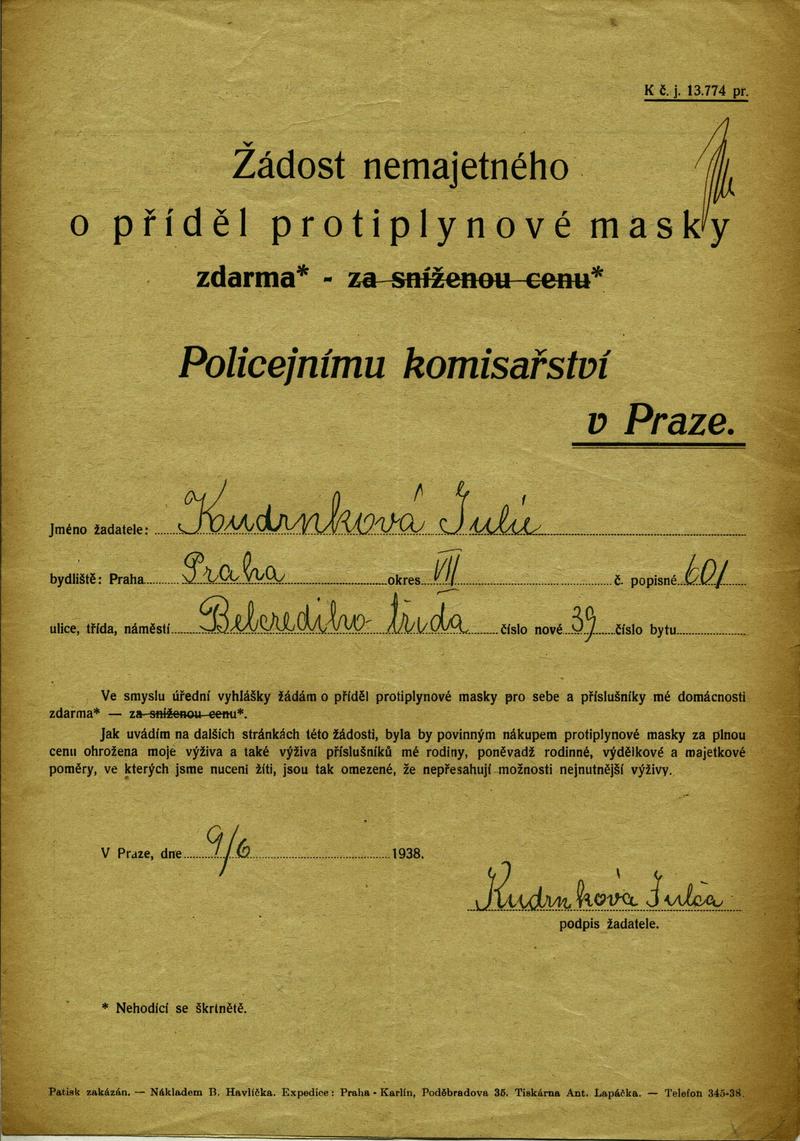 K č. j. 13.774 pr.
Žádost nemajetného
o příděl protiplynové masky
zdarma* - za sníženou cenu*
Policejnímu komisařství
v Praze.
Jméno žadatele: Kudrnková Julie
bydliště: Praha Praha okres VII č. popisné 601
ulice, třída, náměstí Belcrediho třída číslo nové 39 číslo bytu
Ve smyslu úřední vyhlášky žádám o příděl protiplynové masky pro sebe a příslušníky mé domácnosti
zdarma* — za sníženou cenu*.
Jak uvádím na dalších stránkách této žádosti, byla by povinným nákupem protiplynové masky za plnou
cenu ohrožena moje výživa a také výživa příslušníků mé rodiny, poněvadž rodinné, výdělkové a majetkové
poměry, ve kterých jsme nuceni žíti, jsou tak omezené, že nepřesahují možnosti nejnutnější výživy.
V Praze, dne 9/6 1938.
Kudrnková Julie
podpis žadatele.
* Nehodící se škrtnětě.
Patisk zakázán. — Nákladem B. Havlíčka. Expedice: Praha - Karlín, Poděbradova 35. Tiskárna Ant. Lapáčka. — Telefon 345-38.